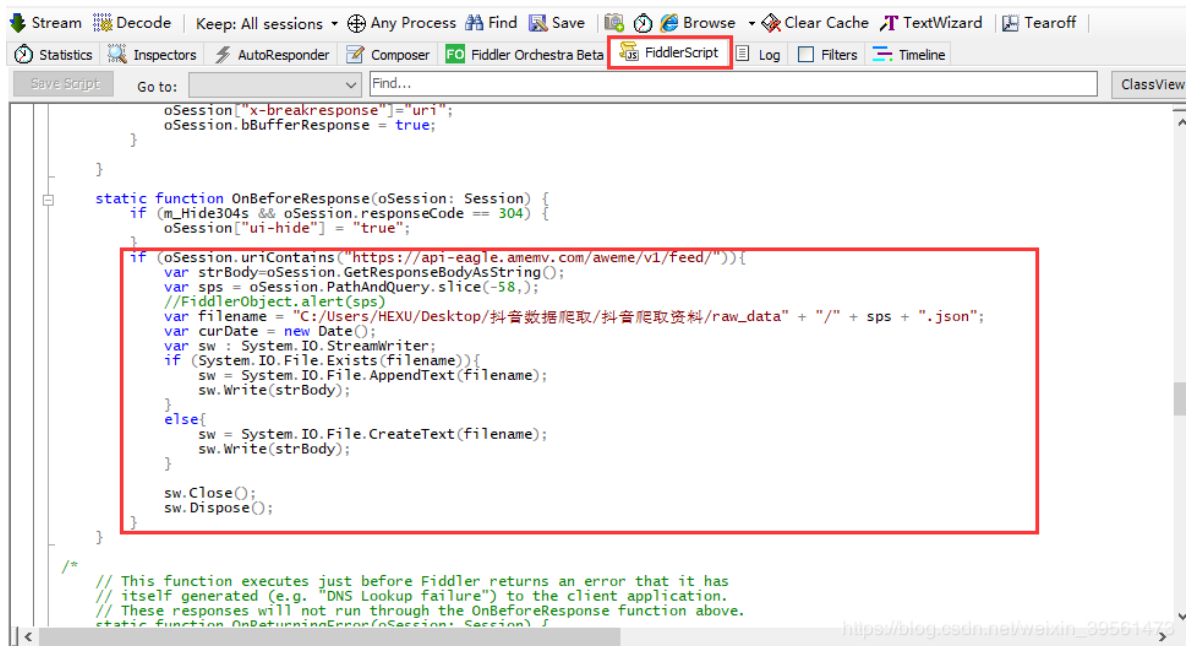 Stream Decode Keep: All sessions Any Process Find Save Browse Clear Cache TextWizard Tearoff
Statistics Inspectors AutoResponder Composer FO Fiddler Orchestra Beta JS FiddlerScript Log Filters Timeline
Save Script Go to: Find... ClassView
oSession["x-breakresponse"]="uri";
oSession.bBufferResponse = true;
}
}
static function OnBeforeResponse(oSession: Session) {
if (m_Hide304s && oSession.responseCode == 304) {
oSession["ui-hide"] = "true";
}
if (oSession.uriContains("https://api-eagle.amemv.com/aweme/v1/feed/")){
var strBody=oSession.GetResponseBodyAsString();
var sps = oSession.PathAndQuery.slice(-58,);
//FiddlerObject.alert(sps)
var filename = "C:/Users/HEXU/Desktop/抖音数据爬取/抖音爬取资料/raw_data" + "/" + sps + ".json";
var curDate = new Date();
var sw : System.IO.StreamWriter;
if (System.IO.File.Exists(filename)){
sw = System.IO.File.AppendText(filename);
sw.Write(strBody);
}
else{
sw = System.IO.File.CreateText(filename);
sw.Write(strBody);
}
sw.Close();
sw.Dispose();
}
}
/*
// This function executes just before Fiddler returns an error that it has
// itself generated (e.g. "DNS Lookup failure") to the client application.
// These responses will not run through the OnBeforeResponse function above.
static function OnReturningError(oSession: Session) {
https://blog.csdn.net/weixin_39561473